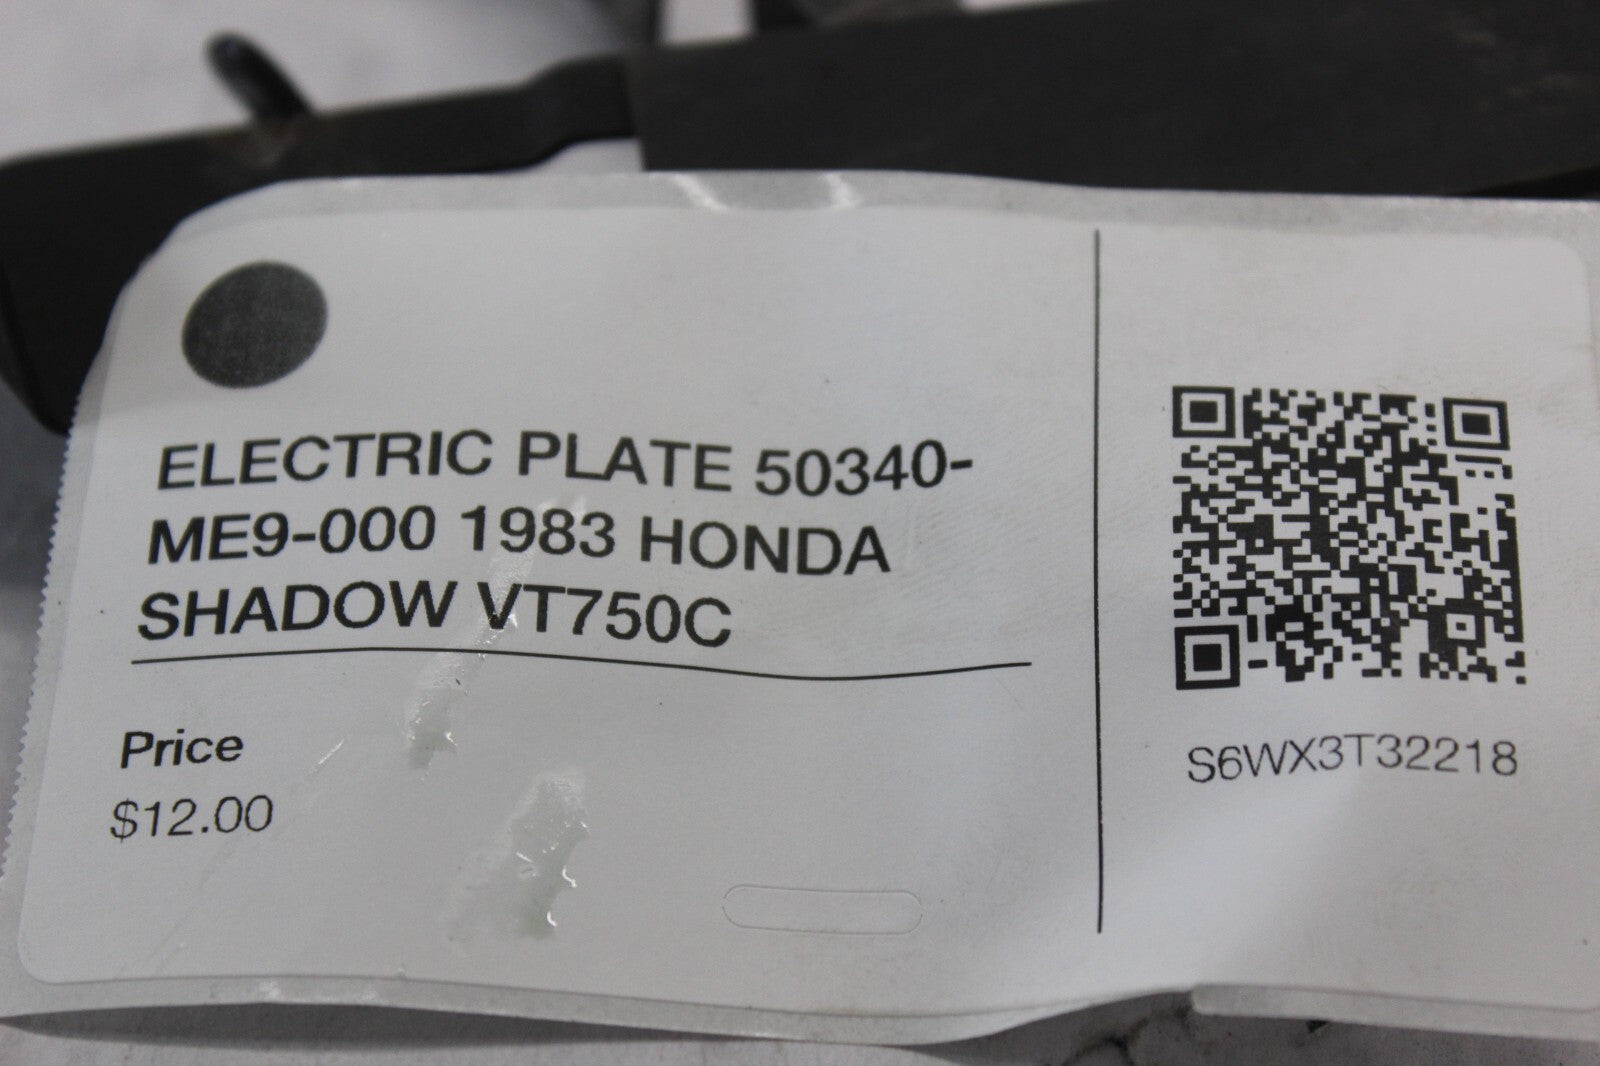 ELECTRIC PLATE 50340-
ME9-000 1983 HONDA
SHADOW VT750C
Price
$12.00
S6WX3T32218